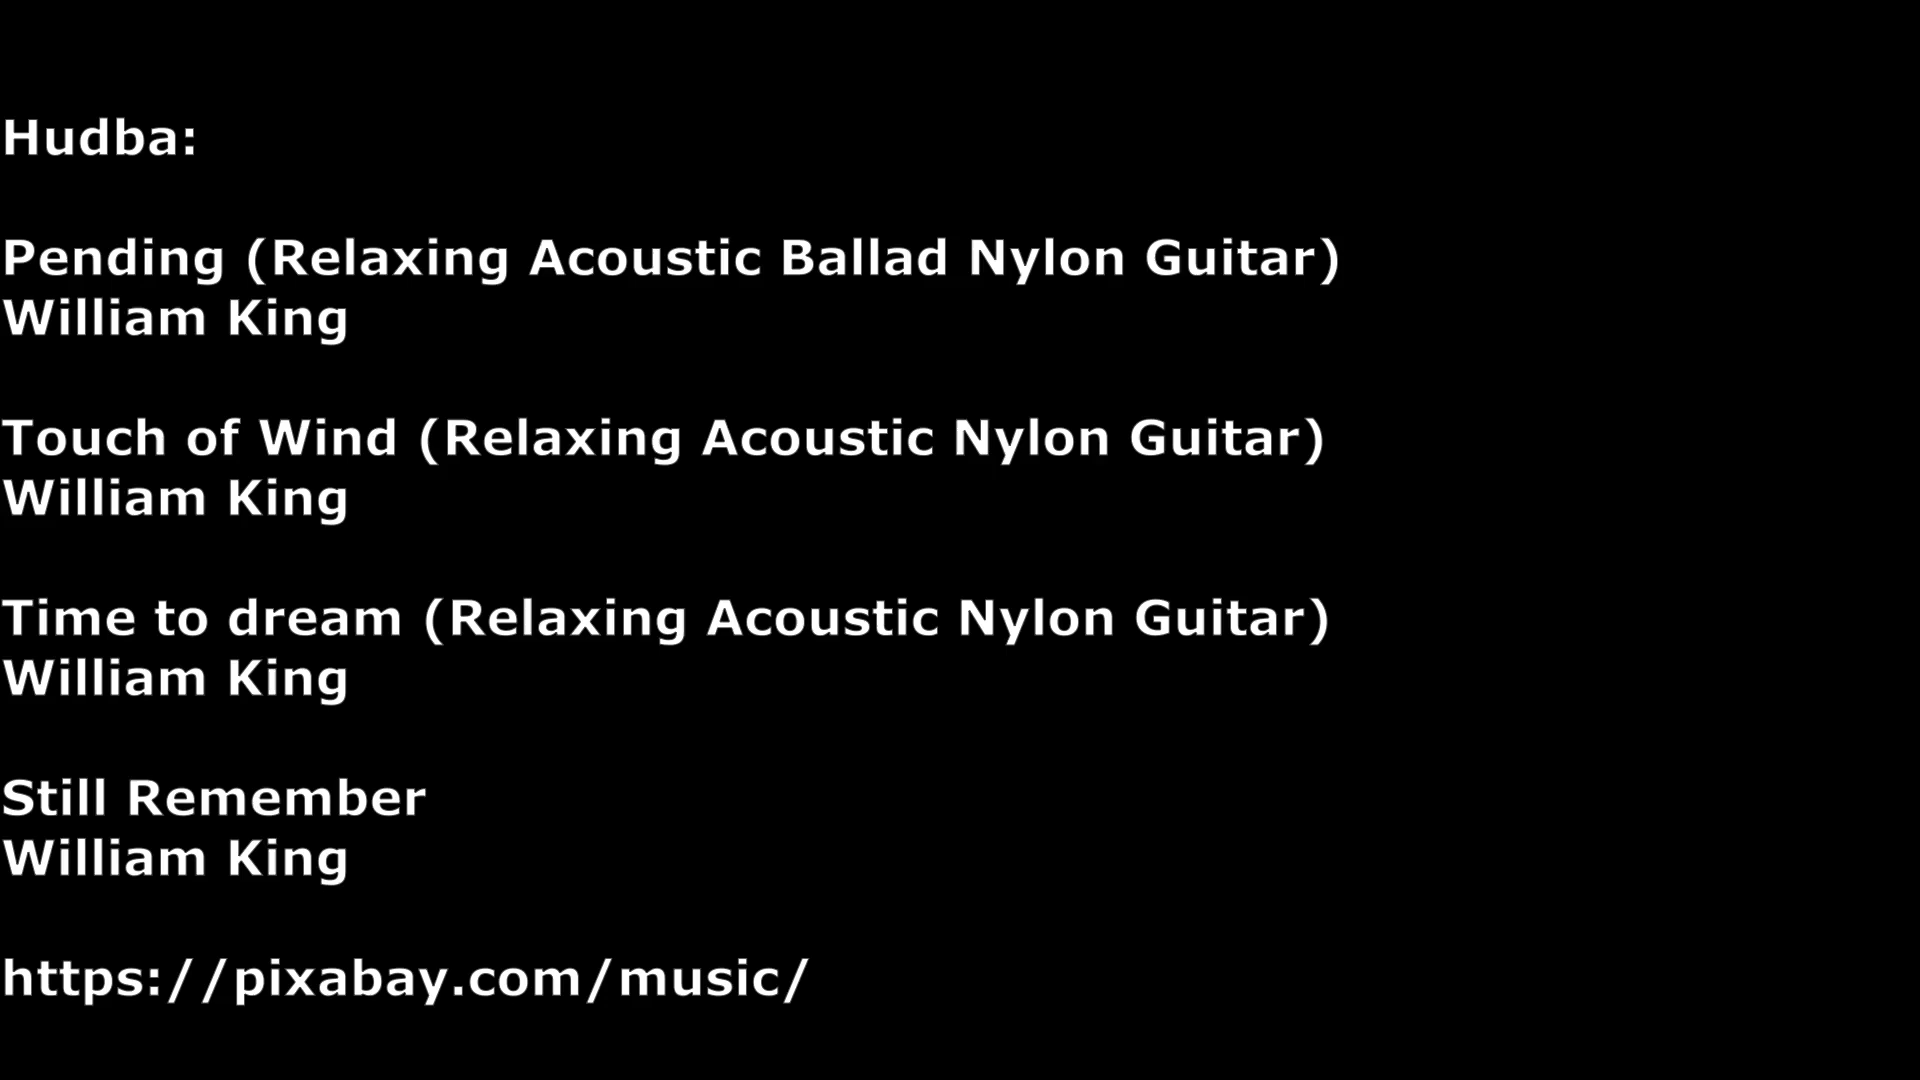 Hudba:
Pending (Relaxing Acoustic Ballad Nylon Guitar)
William King
Touch of Wind (Relaxing Acoustic Nylon Guitar)
William King
Time to dream (Relaxing Acoustic Nylon Guitar)
William King
Still Remember
William King
https://pixabay.com/music/